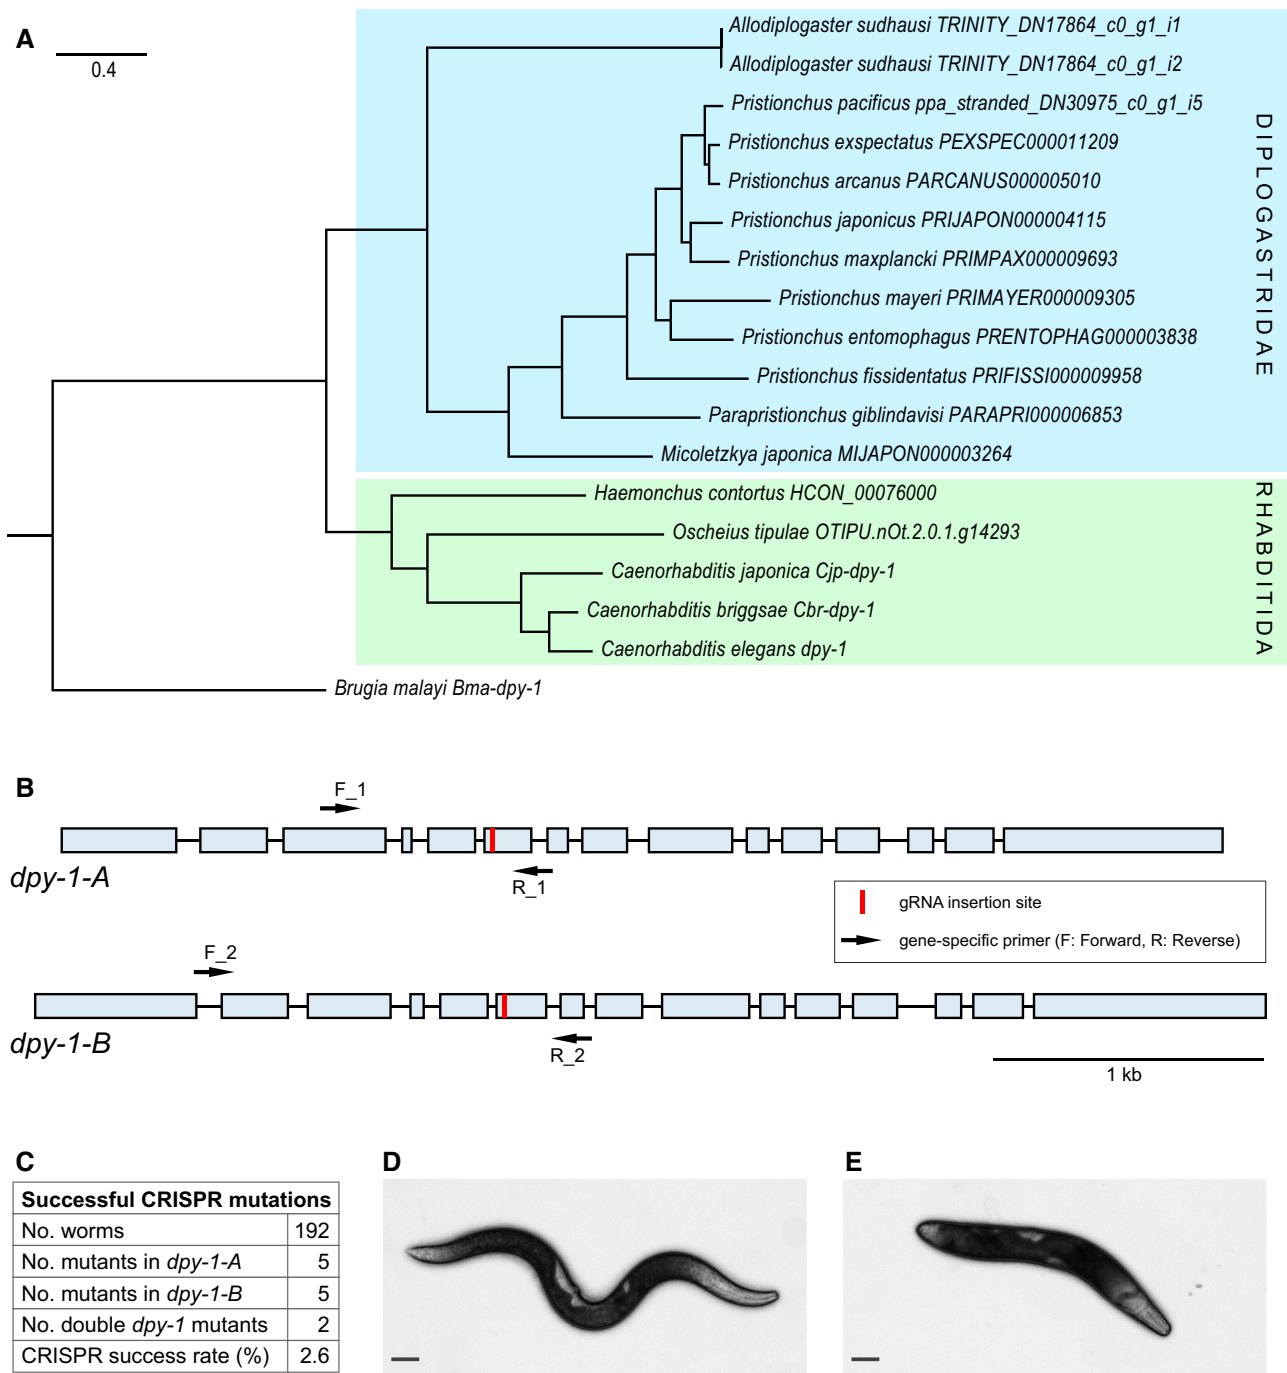 A
0.4
Allodiplogaster sudhausi TRINITY_DN17864_c0_g1_i1
Allodiplogaster sudhausi TRINITY_DN17864_c0_g1_i2
Pristionchus pacificus ppa_stranded_DN30975_c0_g1_i5
Pristionchus exspectatus PEXSPEC000011209
Pristionchus arcanus PARCANUS000005010
Pristionchus japonicus PRIJAPON000004115
Pristionchus maxplancki PRIMPAX000009693
Pristionchus mayeri PRIMAYER000009305
Pristionchus entomophagus PRENTOPHAG000003838
Pristionchus fissidentatus PRIFISSI000009958
Parapristionchus giblindavisi PARAPRI000006853
Micoletzkya japonica MIJAPON000003264
DIPLOGASTRIDAE
Haemonchus contortus HCON_00076000
Oscheius tipulae OTIPU.nOt.2.0.1.g14293
Caenorhabditis japonica Cjp-dpy-1
Caenorhabditis briggsae Cbr-dpy-1
Caenorhabditis elegans dpy-1
RHABDITIDA
Brugia malayi Bma-dpy-1
B
F_1
dpy-1-A
R_1
gRNA insertion site
gene-specific primer (F: Forward, R: Reverse)
F_2
dpy-1-B
R_2
1 kb
C
Successful CRISPR mutations
No. worms 192
No. mutants in dpy-1-A 5
No. mutants in dpy-1-B 5
No. double dpy-1 mutants 2
CRISPR success rate (%) 2.6
D
E